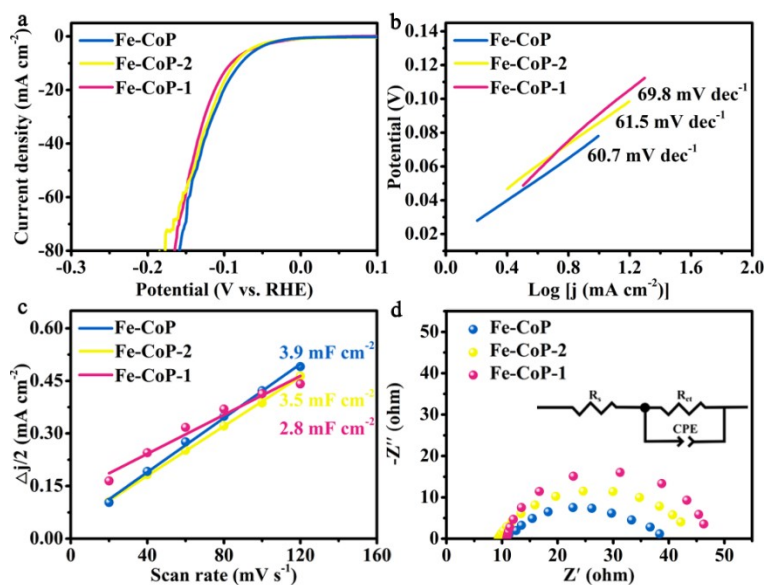 a
Fe-CoP
Fe-CoP-2
Fe-CoP-1
Current density (mA cm⁻²)
0
-20
-40
-60
-80
-0.3
-0.2
-0.1
0.0
0.1
Potential (V vs. RHE)
b
Fe-CoP
Fe-CoP-2
Fe-CoP-1
69.8 mV dec⁻¹
61.5 mV dec⁻¹
60.7 mV dec⁻¹
Potential (V)
0.14
0.12
0.10
0.08
0.06
0.04
0.02
0.0
0.4
0.8
1.2
1.6
2.0
Log [j (mA cm⁻²)]
c
Fe-CoP
Fe-CoP-2
Fe-CoP-1
3.9 mF cm⁻²
3.5 mF cm⁻²
2.8 mF cm⁻²
△j/2 (mA cm⁻²)
0.60
0.45
0.30
0.15
0.00
0
20
40
60
80
100
120
140
Scan rate (mV s⁻¹)
d
Fe-CoP
Fe-CoP-2
Fe-CoP-1
Rs
Rct
CPE
-Z'' (ohm)
50
40
30
20
10
0
0
10
20
30
40
50
Z' (ohm)